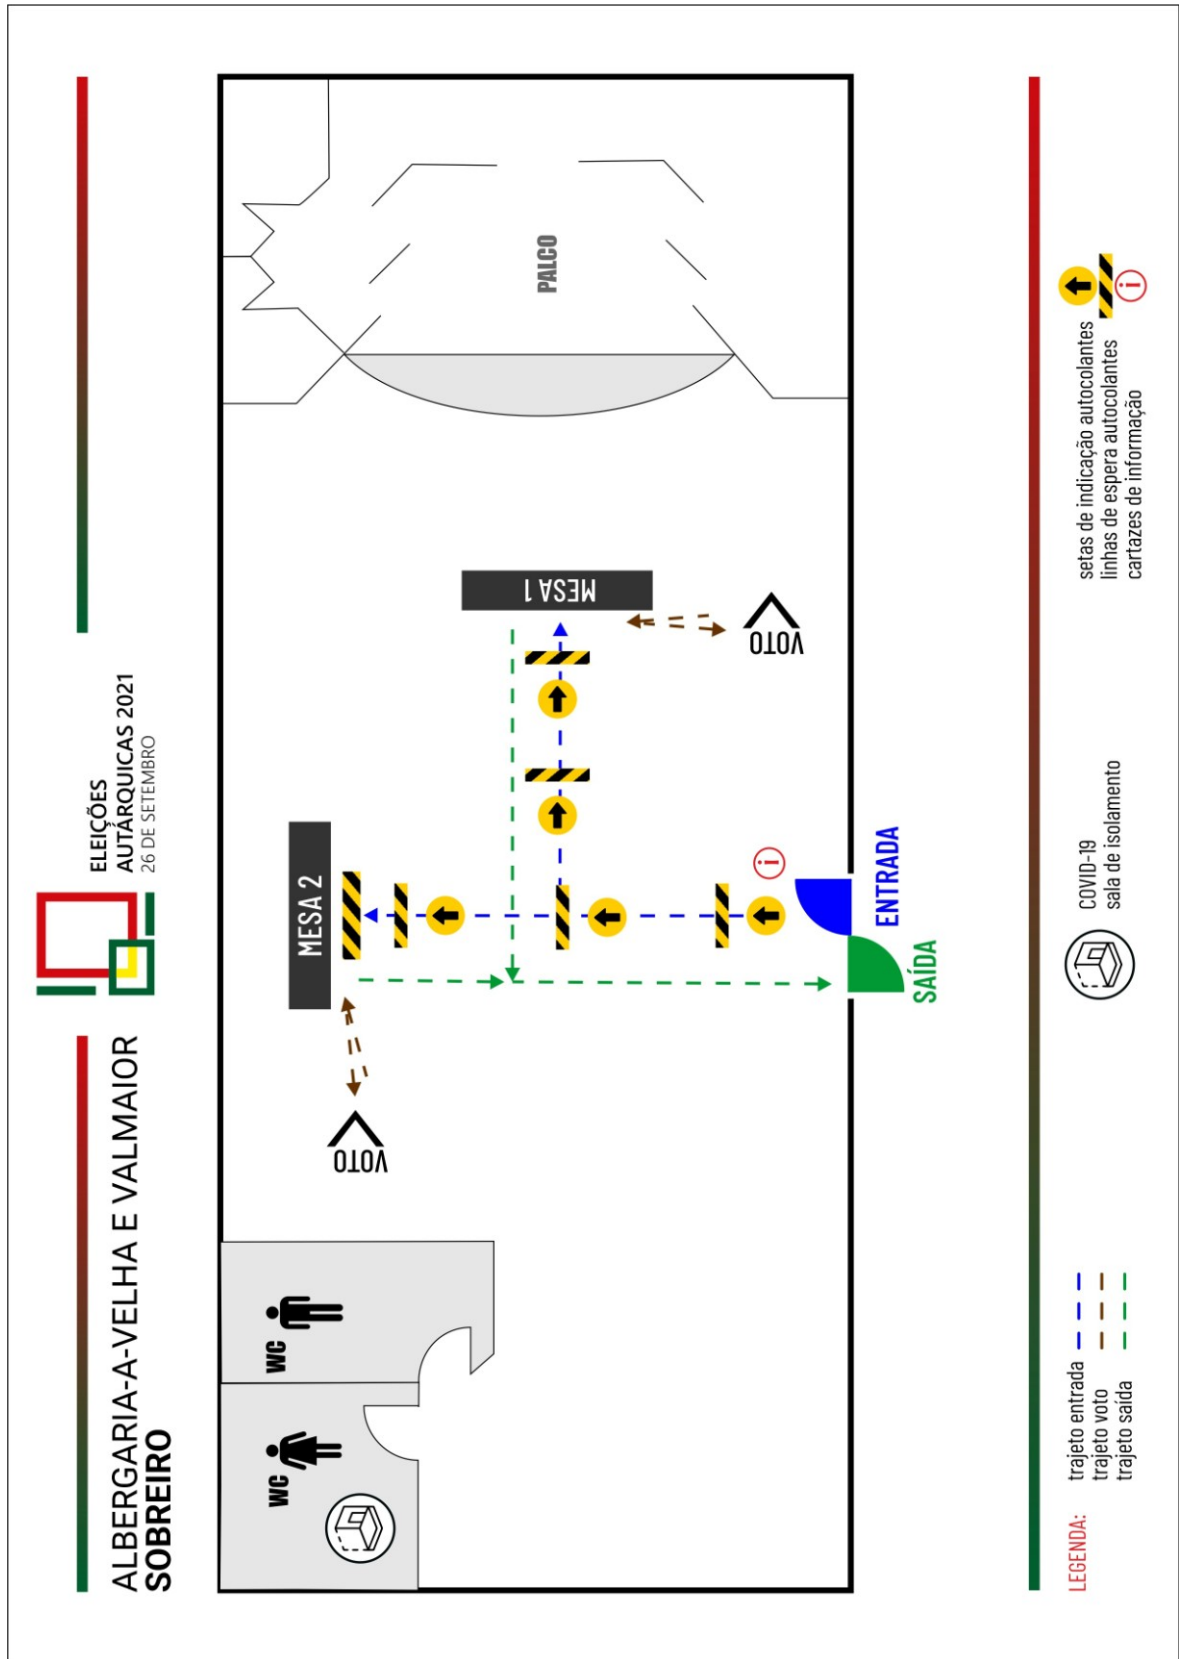 ALBERGARIA-A-VELHA E VALMAIOR
SOBREIRO
ELEIÇÕES
AUTÁRQUICAS 2021
26 DE SETEMBRO
WC
WC
VOTO
MESA 2
MESA 1
VOTO
PALCO
i
SAÍDA
ENTRADA
LEGENDA:
trajeto entrada
trajeto voto
trajeto saída
COVID-19
sala de isolamento
setas de indicação autocolantes
linhas de espera autocolantes
cartazes de informação
i